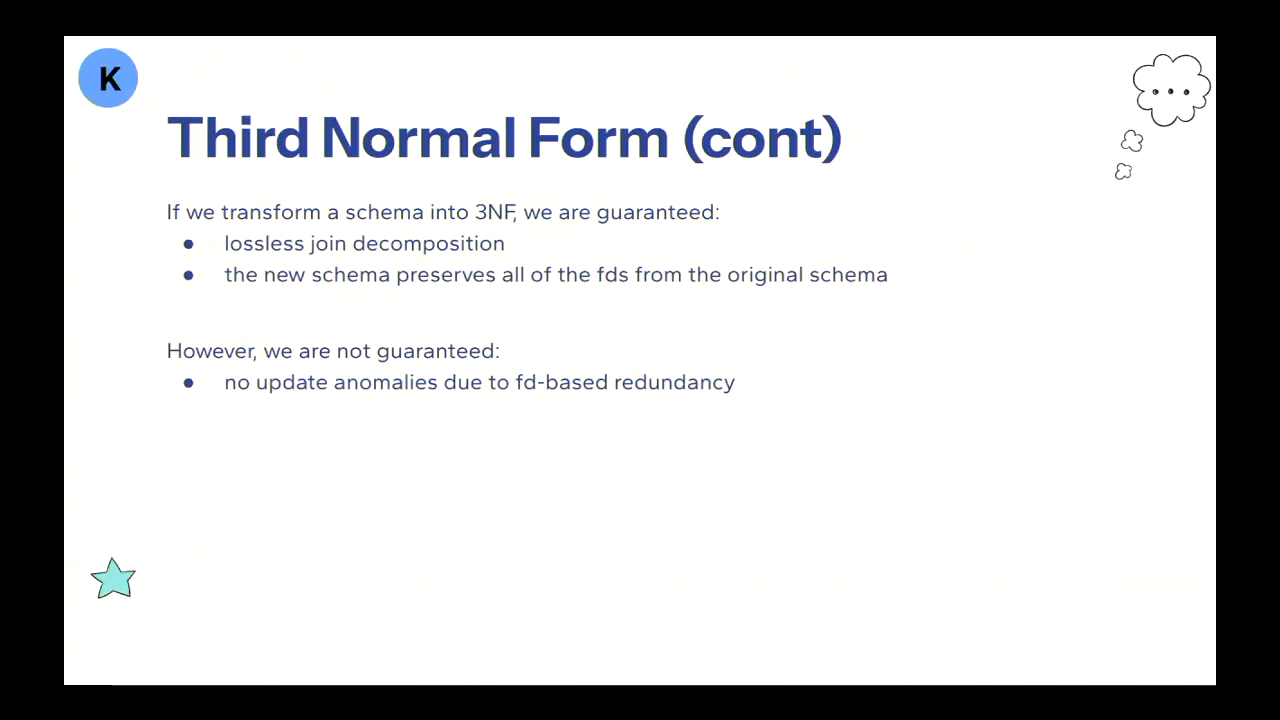 K
Third Normal Form (cont)
If we transform a schema into 3NF, we are guaranteed:
● lossless join decomposition
● the new schema preserves all of the fds from the original schema
However, we are not guaranteed:
● no update anomalies due to fd-based redundancy